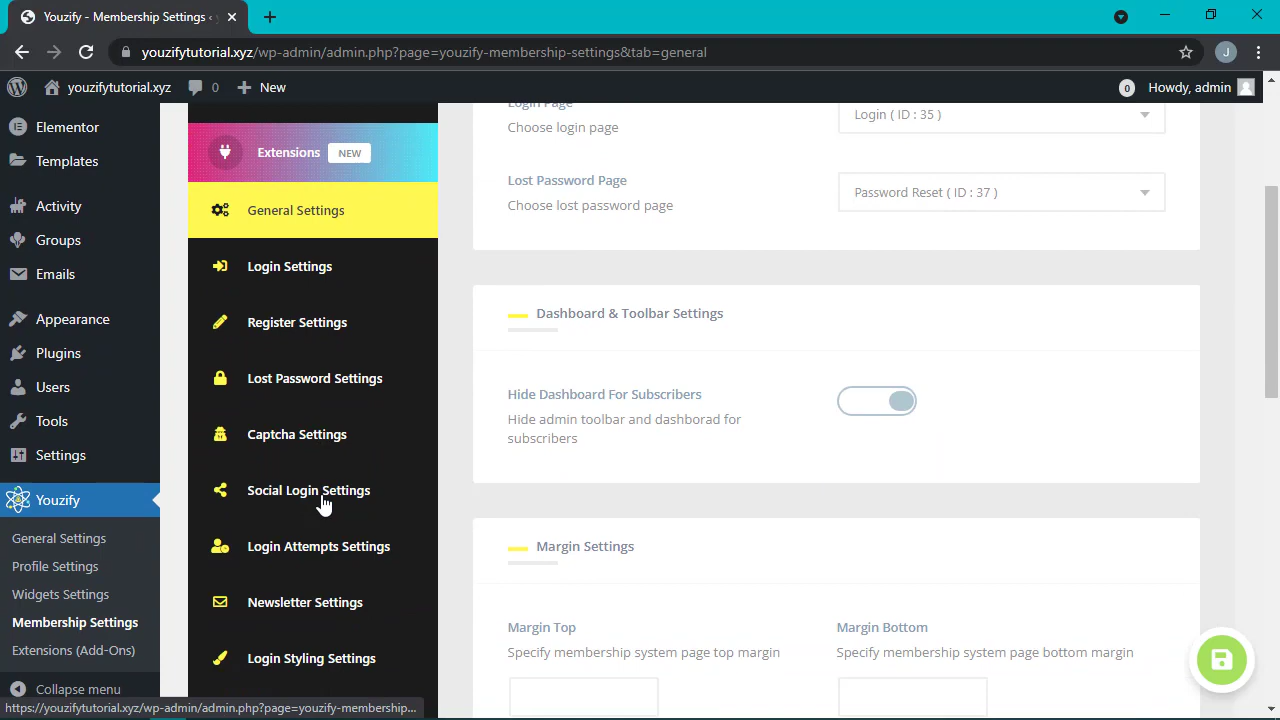 Youzify - Membership Settings ‹
youzifytutorial.xyz/wp-admin/admin.php?page=youzify-membership-settings&tab=general
J
youzifytutorial.xyz
0
New
0
Howdy, admin
Elementor
Templates
Activity
Groups
Emails
Appearance
Plugins
Users
Tools
Settings
Youzify
General Settings
Profile Settings
Widgets Settings
Membership Settings
Extensions (Add-Ons)
Collapse menu
Extensions NEW
General Settings
Login Settings
Register Settings
Lost Password Settings
Captcha Settings
Social Login Settings
Login Attempts Settings
Newsletter Settings
Login Styling Settings
Login Page
Choose login page
Login ( ID : 35 )
Lost Password Page
Choose lost password page
Password Reset ( ID : 37 )
Dashboard & Toolbar Settings
Hide Dashboard For Subscribers
Hide admin toolbar and dashborad for
subscribers
Margin Settings
Margin Top
Specify membership system page top margin
Margin Bottom
Specify membership system page bottom margin
https://youzifytutorial.xyz/wp-admin/admin.php?page=youzify-membership...